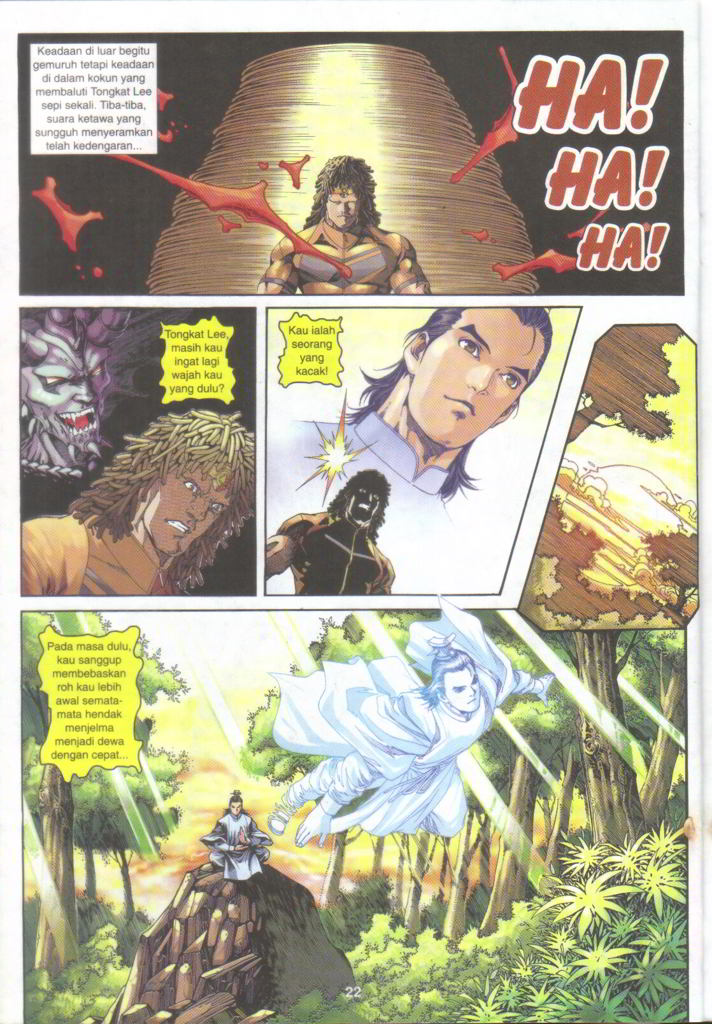 Keadaan di luar begitu
gemuruh tetapi keadaan
di dalam kokun yang
membaluti Tongkat Lee
sepi sekali. Tiba-tiba,
suara ketawa yang
sungguh menyeramkan
telah kedengaran...
HA!
HA!
HA!
Tongkat Lee,
masih kau
ingat lagi
wajah kau
yang dulu?
Kau ialah
seorang
yang
kacak!
Pada masa dulu,
kau sanggup
membebaskan
roh kau lebih
awal semata-
mata hendak
menjelma
menjadi dewa
dengan cepat...
22